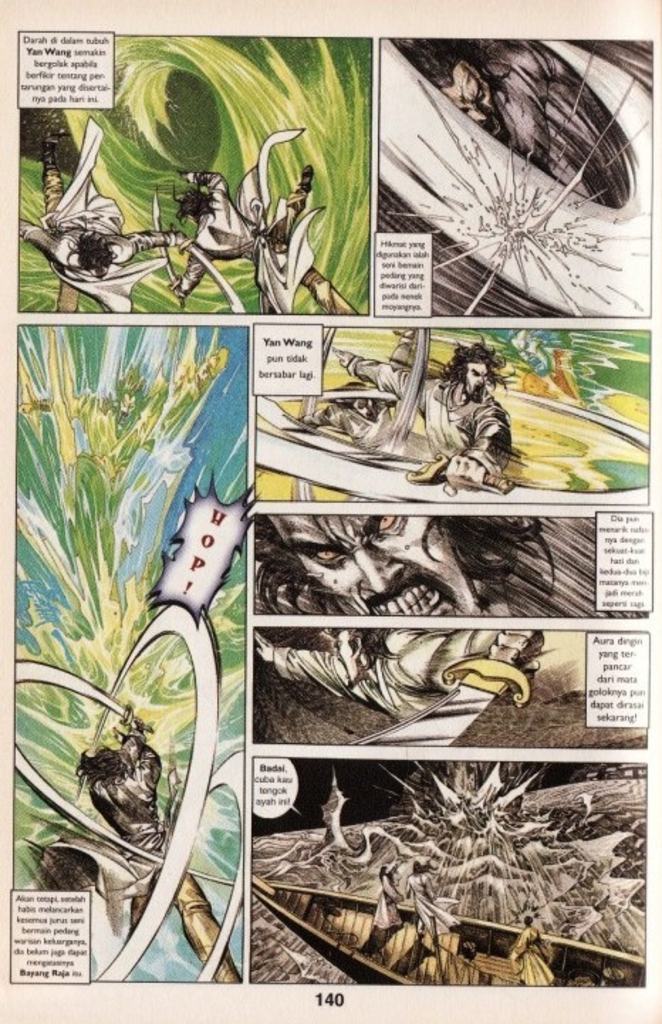 Darah di dalam tubuh
Yan Wang semakin
bergolak apabila
berfikir tentang per-
tarungan yang disertai-
nya pada hari ini.
Hikmat yang
digunakan ialah
seni bemain
pedang yang
diwarisi dari-
pada nenek
moyangnya.
Yan Wang
pun tidak
bersabar lagi.
HOP!
Dia pun
menarik nafas-
nya dengan
sekuat-kuat
hati dan
kedua-dua biji
matanya men-
jadi merah
seperti saga.
Aura dingin
yang ter-
pancar
dari mata
goloknya pun
dapat dirasai
sekarang!
Akan tetapi, setelah
habis melancarkan
kesemua jurus seni
bermain pedang
warisan keluarganya,
dia belum juga dapat
mengatasinya
Bayang Raja itu.
Badai,
cuba kau
tengok
ayah ini!
140